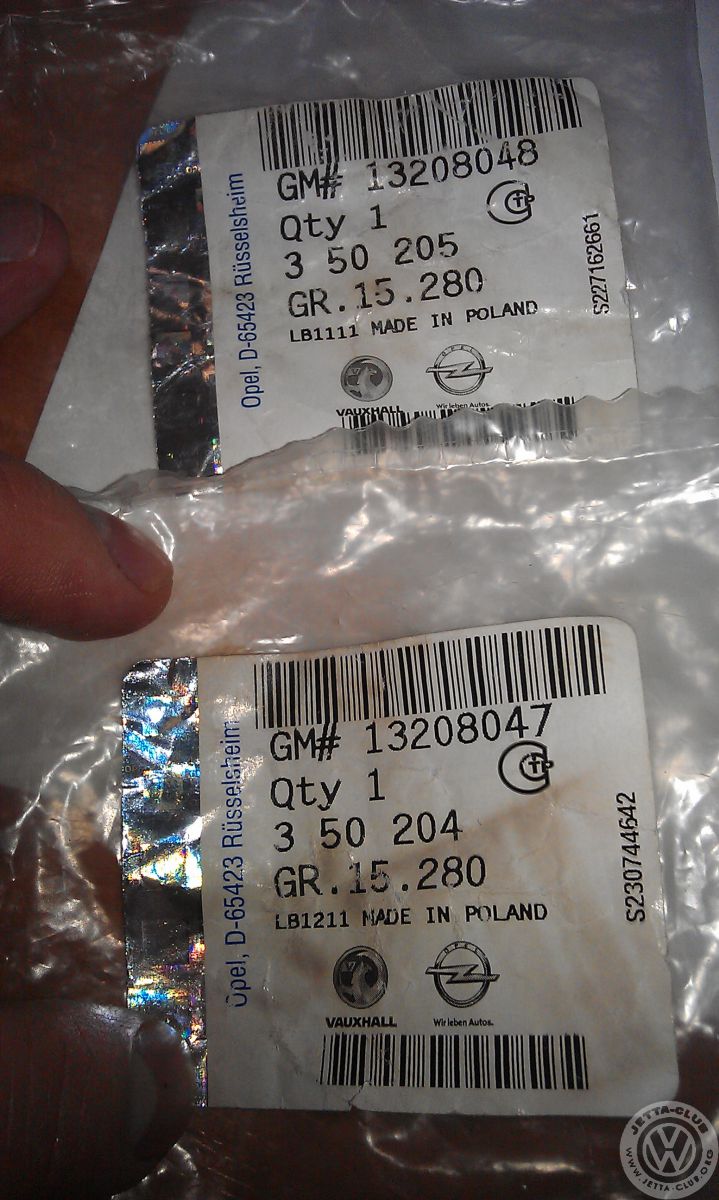 Opel, D-65423 Rüsselsheim
GM# 13208048
Qty 1
3 50 205
GR.15.280
LB1111 MADE IN POLAND
S227162661
VAUXHALL
OPEL
Wir leben Autos.
Opel, D-65423 Rüsselsheim
GM# 13208047
Qty 1
3 50 204
GR.15.280
LB1211 MADE IN POLAND
S230744642
VAUXHALL
OPEL
Wir leben Autos.
JETTA-CLUB
WWW.JETTA-CLUB.ORG